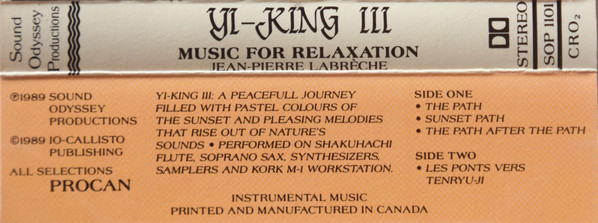 Sound
Odyssey
Productions
YI-KING III
MUSIC FOR RELAXATION
JEAN-PIERRE LABRÈCHE
STEREO
SOP 1101
CRO₂
℗1989 SOUND
ODYSSEY
PRODUCTIONS
©1989 IO-CALLISTO
PUBLISHING
ALL SELECTIONS
PROCAN
YI-KING III: A PEACEFULL JOURNEY
FILLED WITH PASTEL COLOURS OF
THE SUNSET AND PLEASING MELODIES
THAT RISE OUT OF NATURE'S
SOUNDS • PERFORMED ON SHAKUHACHI
FLUTE, SOPRANO SAX, SYNTHESIZERS,
SAMPLERS AND KORK M-1 WORKSTATION.
SIDE ONE
• THE PATH
• SUNSET PATH
• THE PATH AFTER THE PATH
SIDE TWO
• LES PONTS VERS
TENRYU-JI
INSTRUMENTAL MUSIC
PRINTED AND MANUFACTURED IN CANADA